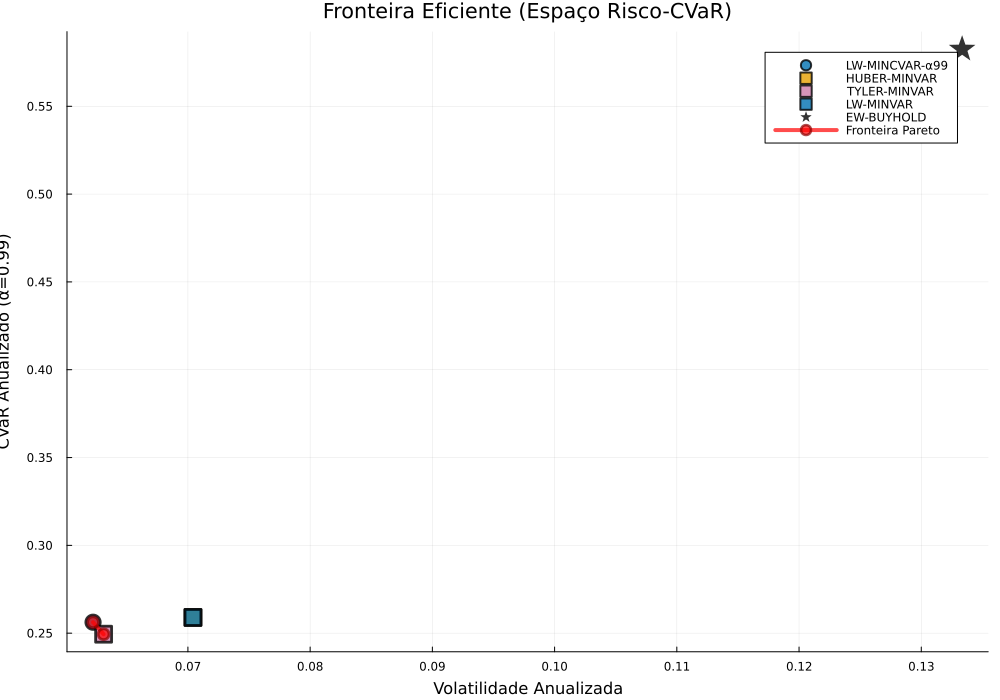 Fronteira Eficiente (Espaço Risco-CVaR)
LW-MINCVAR-α99
HUBER-MINVAR
TYLER-MINVAR
LW-MINVAR
EW-BUYHOLD
Fronteira Pareto
CVaR Anualizado (α=0.99)
0.55
0.50
0.45
0.40
0.35
0.30
0.25
0.07 0.08 0.09 0.10 0.11 0.12 0.13
Volatilidade Anualizada